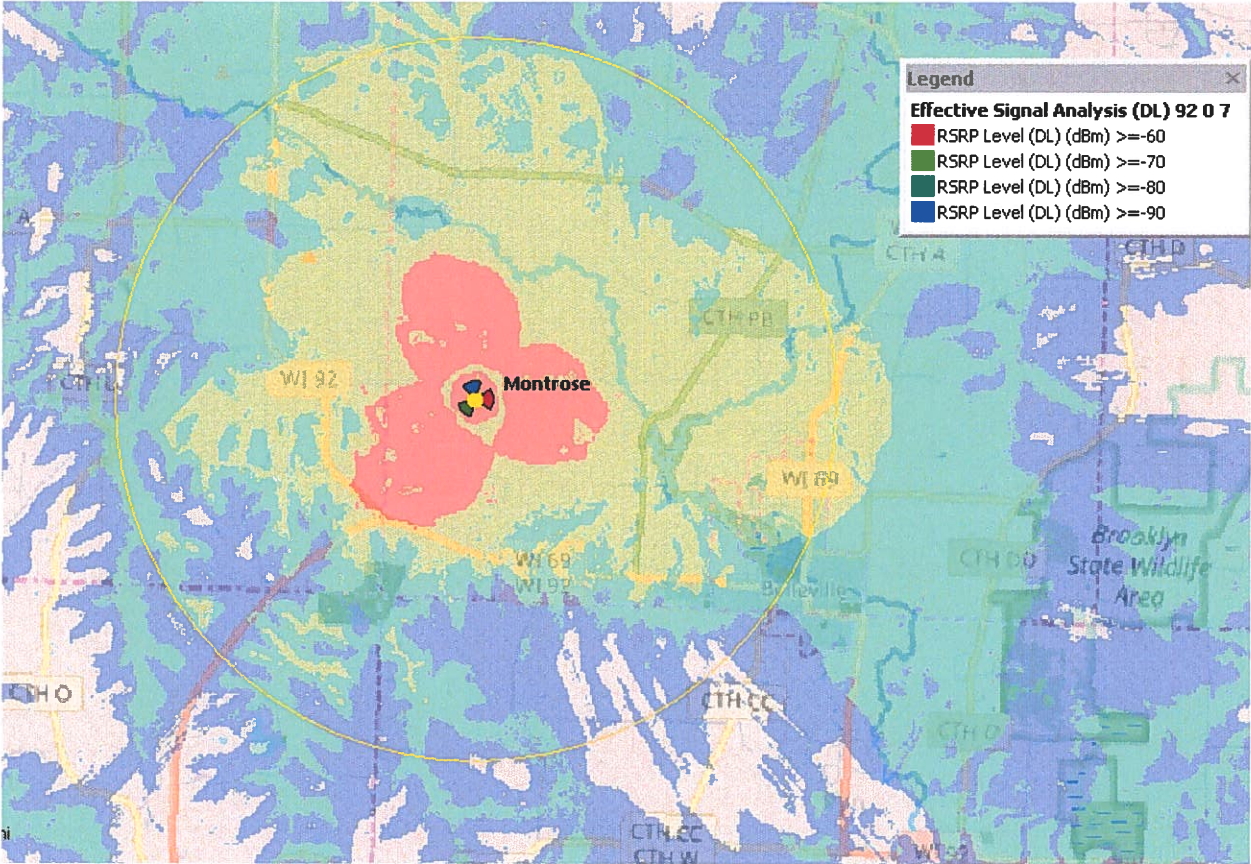 Legend
Effective Signal Analysis (DL) 92 0 7
RSRP Level (DL) (dBm) >=-60
RSRP Level (DL) (dBm) >=-70
RSRP Level (DL) (dBm) >=-80
RSRP Level (DL) (dBm) >=-90
CTH A
CTH D
CTH PB
WI 92
Montrose
WI 69
WI 69
WI 92
Belleville
CTH DD
Brooklyn
State Wildlife
Area
CTH O
CTH CC
CTH D
CTH CC
CTH W